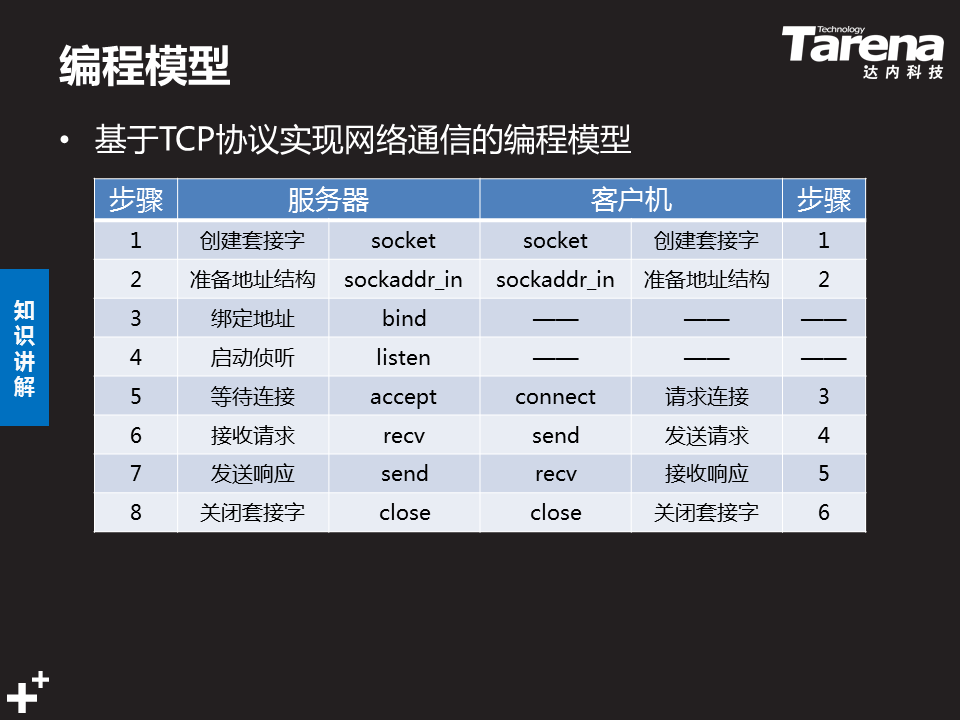 编程模型
Technology
Tarena
达内科技
• 基于TCP协议实现网络通信的编程模型
步骤 服务器 客户机 步骤
1 创建套接字 socket socket 创建套接字 1
2 准备地址结构 sockaddr_in sockaddr_in 准备地址结构 2
3 绑定地址 bind —— —— ——
4 启动侦听 listen —— —— ——
5 等待连接 accept connect 请求连接 3
6 接收请求 recv send 发送请求 4
7 发送响应 send recv 接收响应 5
8 关闭套接字 close close 关闭套接字 6
知识讲解